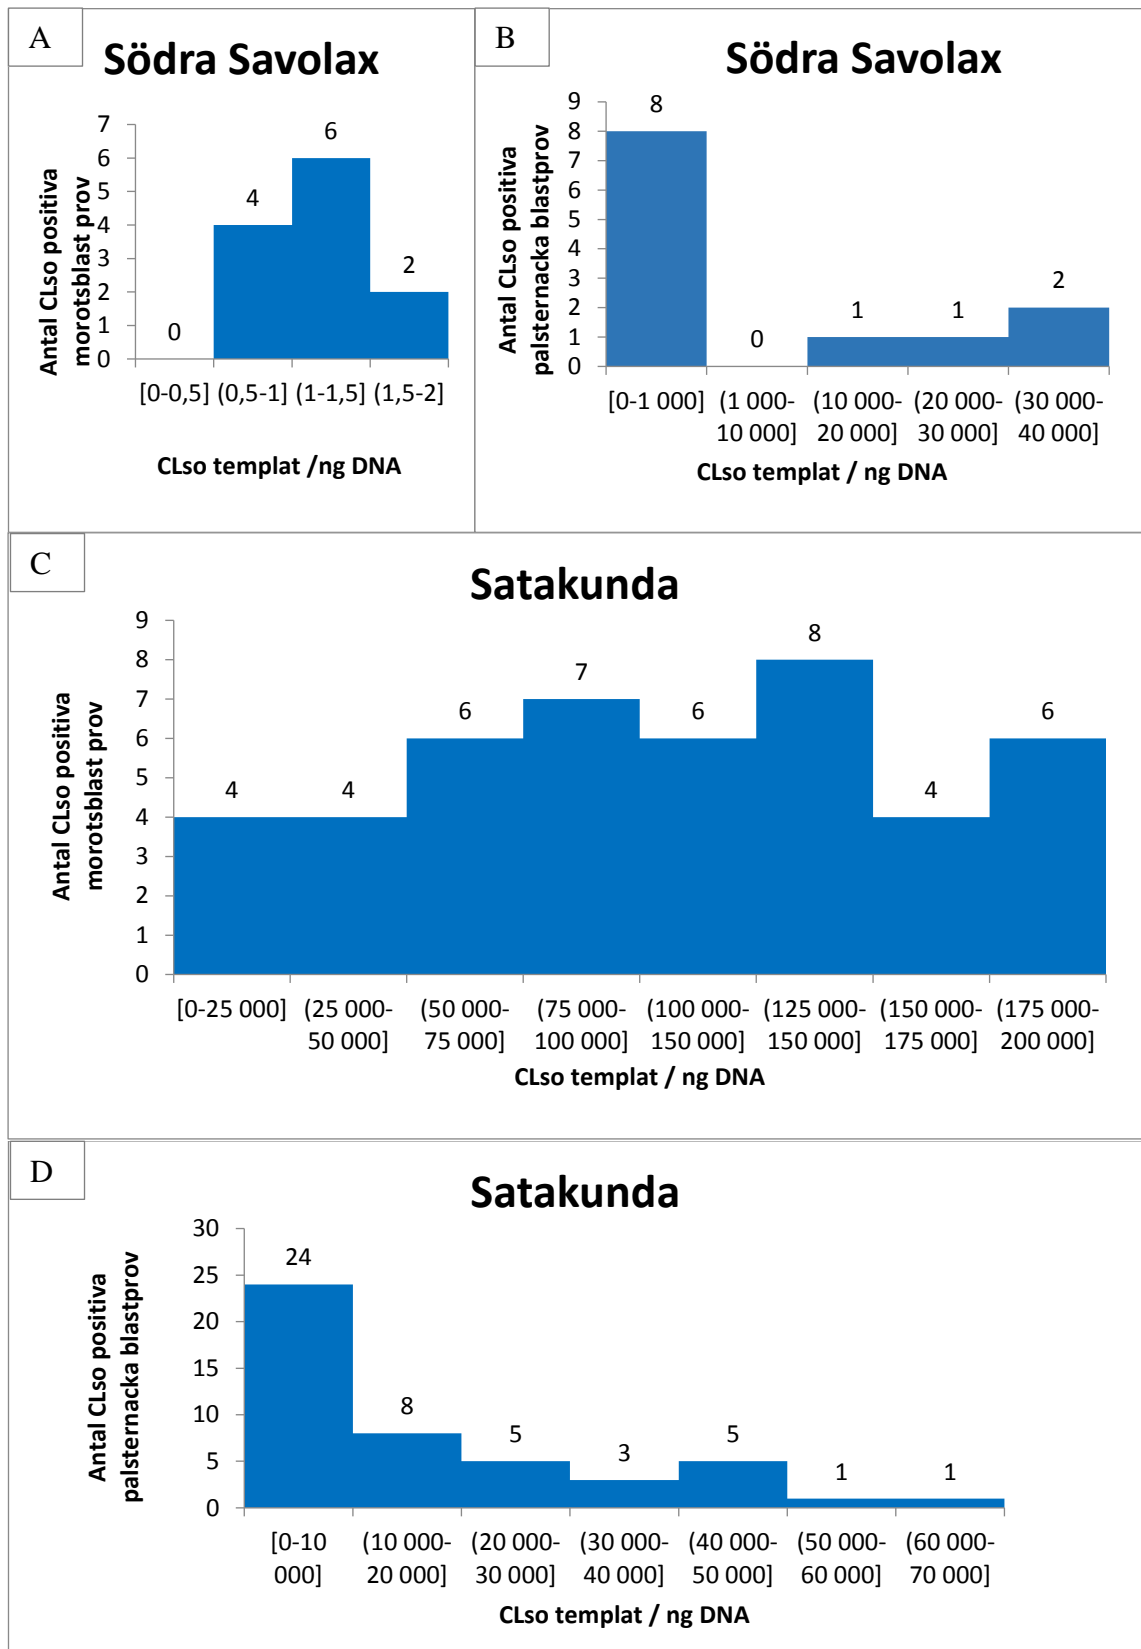 A
Södra Savolax
Antal CLso positiva
morotsblast prov
7
6
5
4
3
2
1
0
0
4
6
2
[0-0,5] (0,5-1] (1-1,5] (1,5-2]
CLso templat /ng DNA
B
Södra Savolax
Antal CLso positiva
palsternacka blastprov
9
8
7
6
5
4
3
2
1
0
8
0
1
1
2
[0-1 000] (1 000- (10 000- (20 000- (30 000-
10 000] 20 000] 30 000] 40 000]
CLso templat / ng DNA
C
Satakunda
Antal CLso positiva
morotsblast prov
9
8
7
6
5
4
3
2
1
0
4
4
6
7
6
8
4
6
[0-25 000] (25 000- (50 000- (75 000- (100 000- (125 000- (150 000- (175 000-
50 000] 75 000] 100 000] 150 000] 150 000] 175 000] 200 000]
CLso templat / ng DNA
D
Satakunda
Antal CLso positiva
palsternacka blastprov
30
25
20
15
10
5
0
24
8
5
3
5
1
1
[0-10 (10 000- (20 000- (30 000- (40 000- (50 000- (60 000-
000] 20 000] 30 000] 40 000] 50 000] 60 000] 70 000]
CLso templat / ng DNA